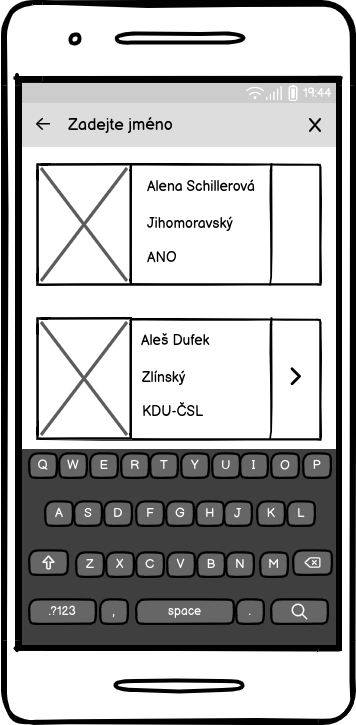 19:44
← Zadejte jméno X
Alena Schillerová
Jihomoravský
ANO
Aleš Dufek
Zlínský
KDU-ČSL
Q W E R T Y U I O P
A S D F G H J K L
Z X C V B N M
.?123 , space .